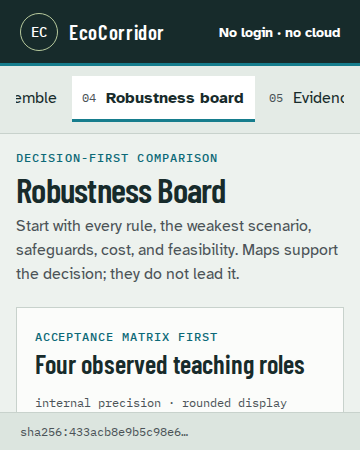 EC EcoCorridor No login · no cloud
emble 04 Robustness board 05 Evidenc
DECISION-FIRST COMPARISON
Robustness Board
Start with every rule, the weakest scenario,
safeguards, cost, and feasibility. Maps support
the decision; they do not lead it.
ACCEPTANCE MATRIX FIRST
Four observed teaching roles
internal precision · rounded display
sha256:433acb8e9b5c98e6…